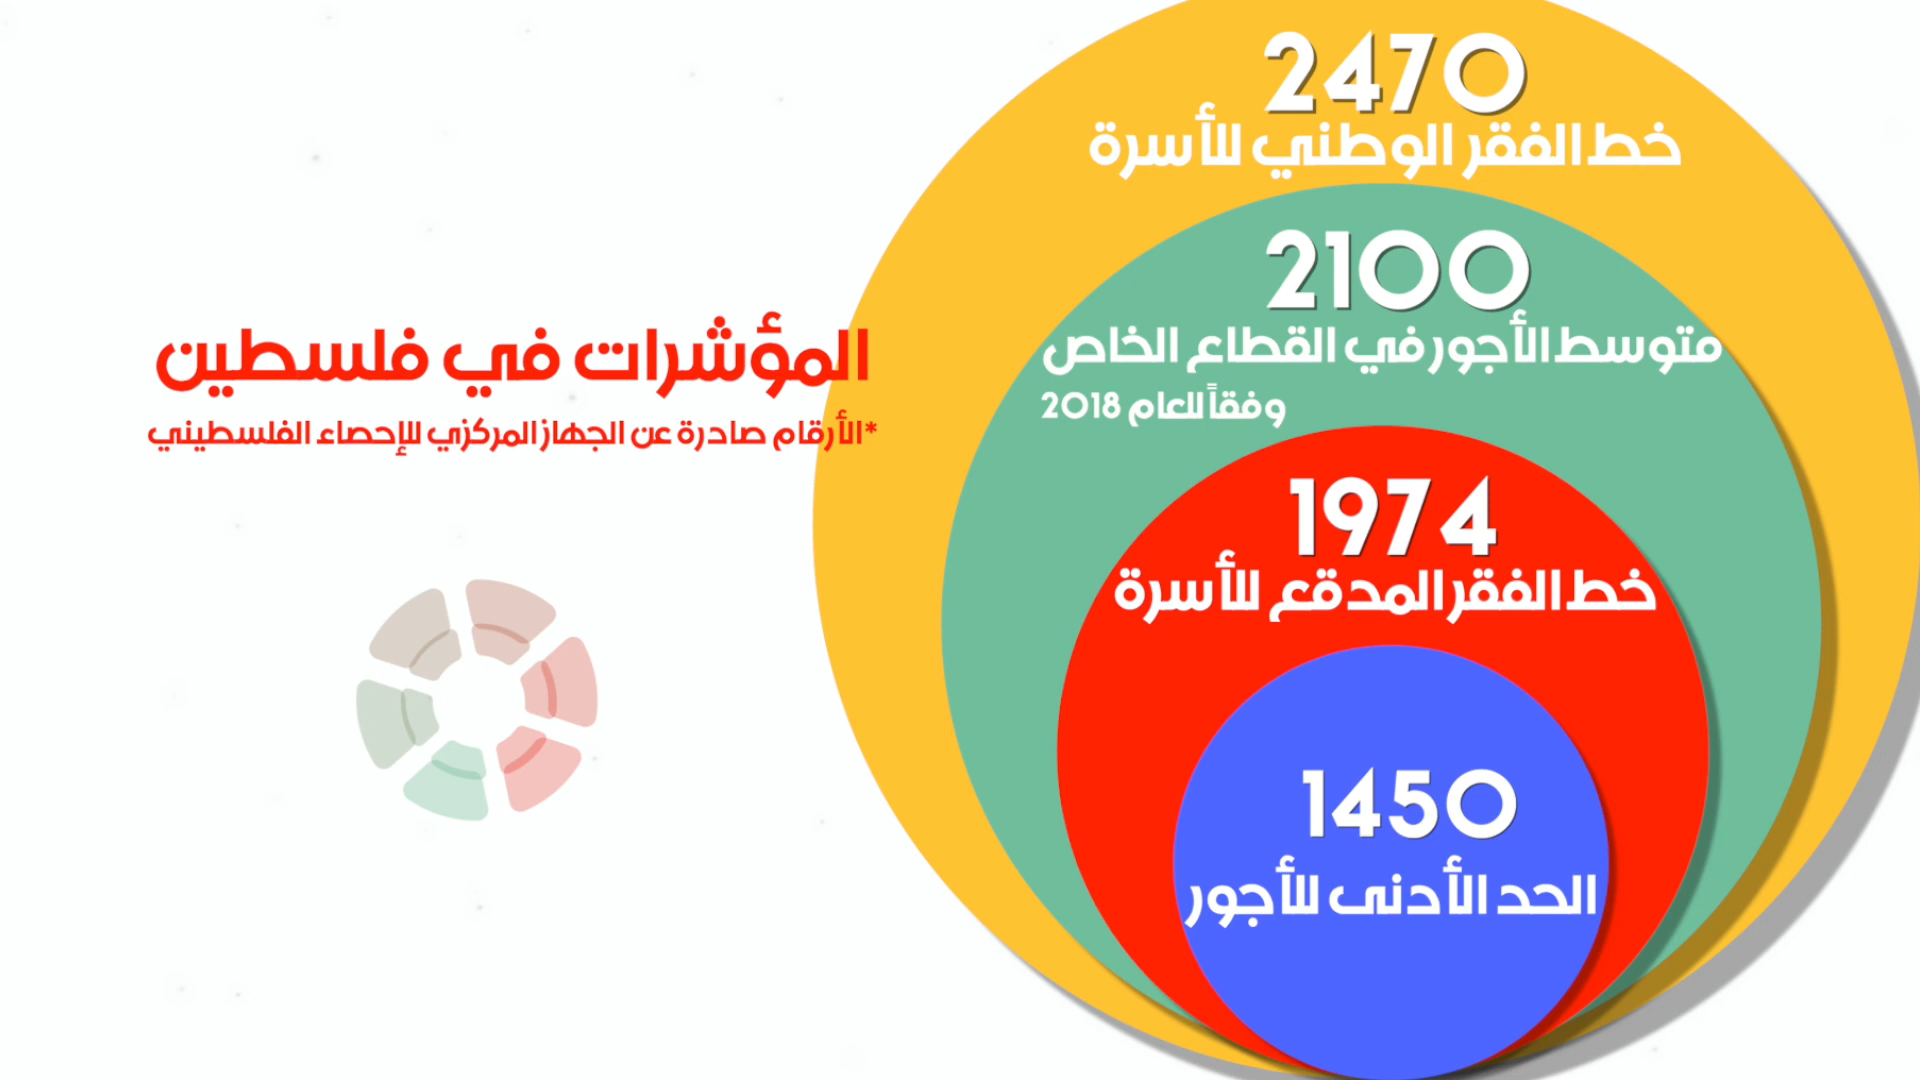 المؤشرات في فلسطين
*الأرقام صادرة عن الجهاز المركزي للإحصاء الفلسطيني
2470
خط الفقر الوطني للأسرة
2100
متوسط الأجور في القطاع الخاص
وفقاً للعام 2018
1974
خط الفقر المدقع للأسرة
1450
الحد الأدنى للأجور